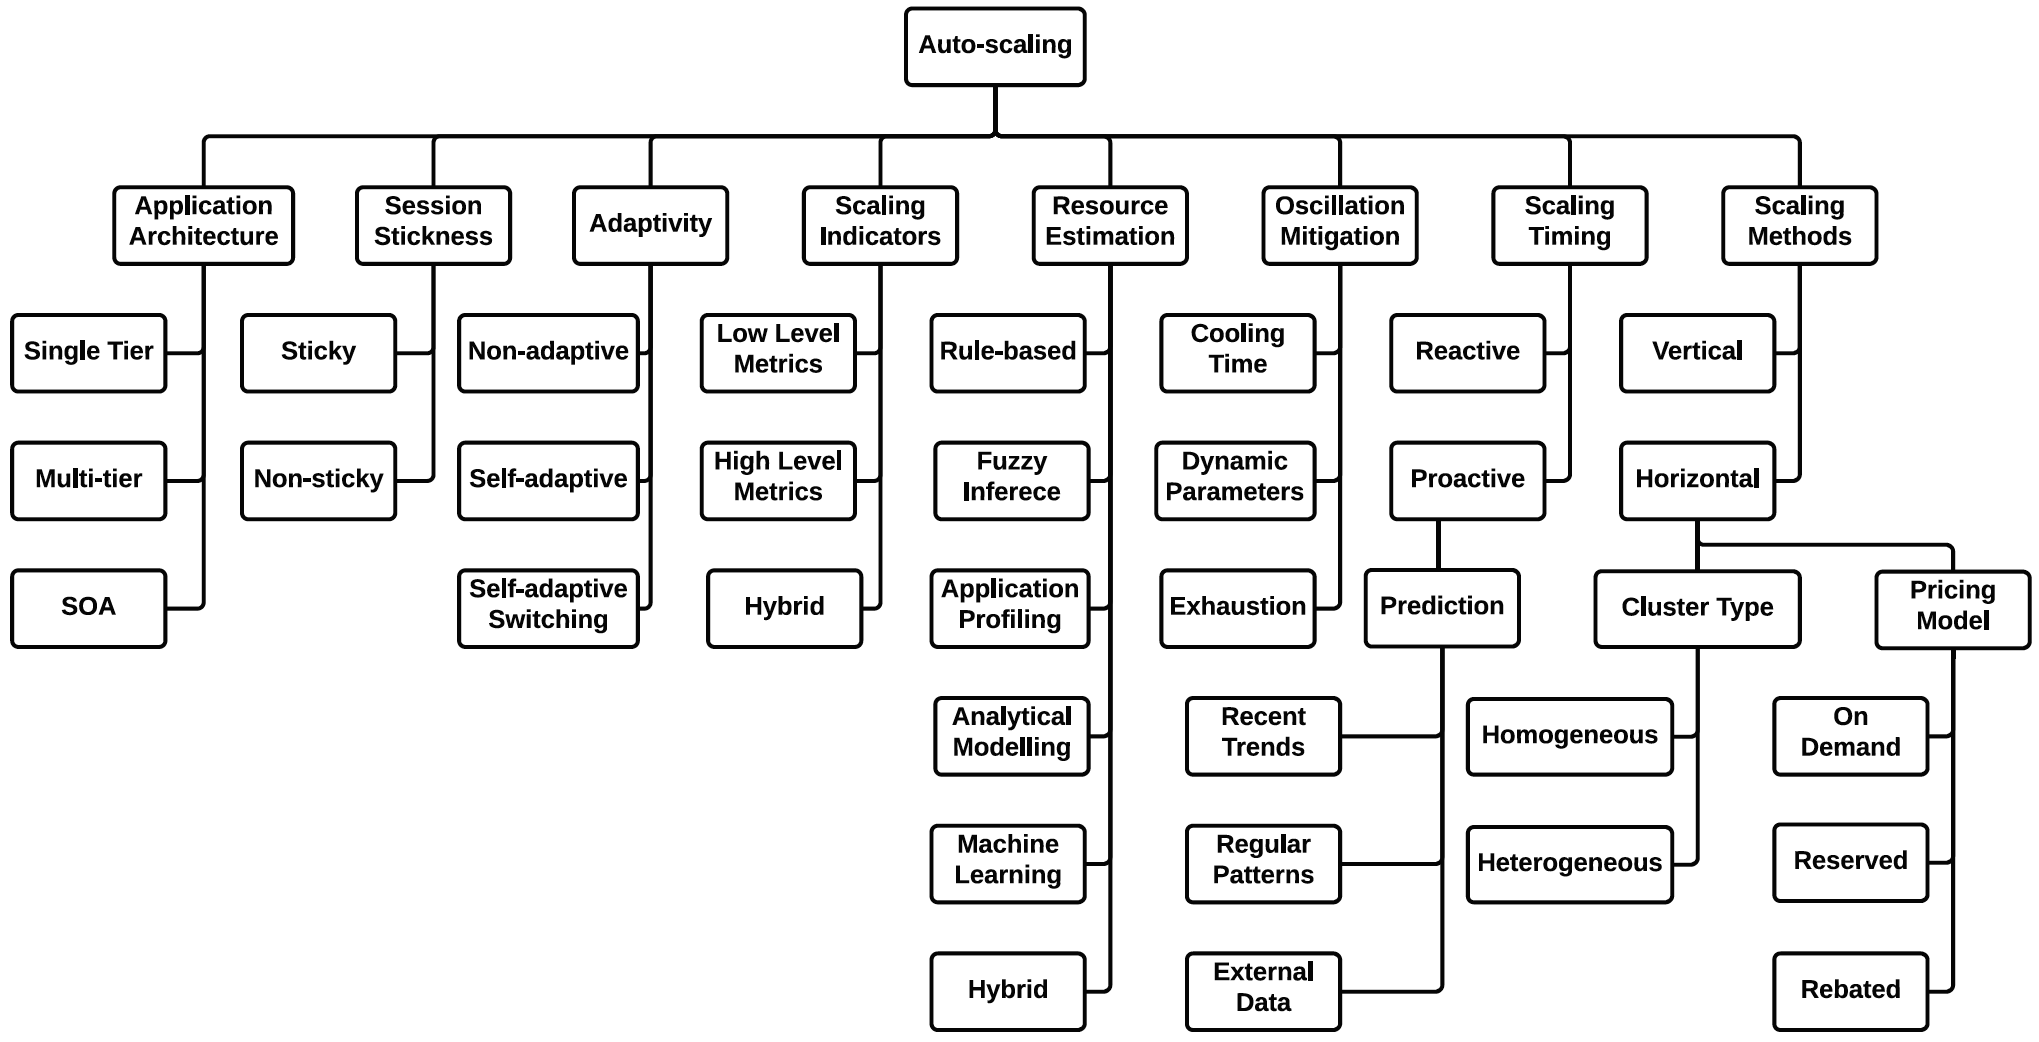 Auto-scaling
Application
Architecture
Session
Stickness
Adaptivity
Scaling
Indicators
Resource
Estimation
Oscillation
Mitigation
Scaling
Timing
Scaling
Methods
Single Tier
Sticky
Non-adaptive
Low Level
Metrics
Rule-based
Cooling
Time
Reactive
Vertical
Multi-tier
Non-sticky
Self-adaptive
High Level
Metrics
Fuzzy
Inferece
Dynamic
Parameters
Proactive
Horizontal
SOA
Self-adaptive
Switching
Hybrid
Application
Profiling
Exhaustion
Prediction
Cluster Type
Pricing
Model
Analytical
Modelling
Recent
Trends
Homogeneous
On
Demand
Machine
Learning
Regular
Patterns
Heterogeneous
Reserved
Hybrid
External
Data
Rebated